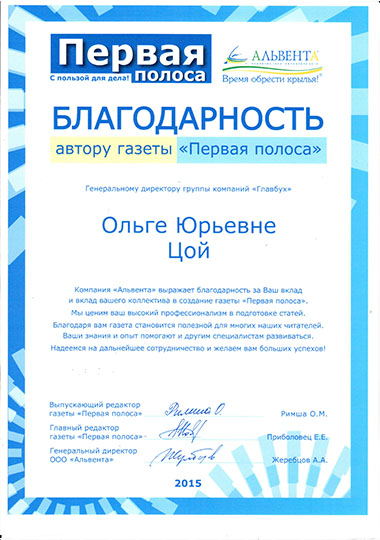 Первая
С пользой для дела! полоса
АЛЬВЕНТА
Время обрести крылья!
БЛАГОДАРНОСТЬ
автору газеты «Первая полоса»
Генеральному директору группы компаний «Главбух»
Ольге Юрьевне
Цой
Компания «Альвента» выражает благодарность за Ваш вклад
и вклад вашего коллектива в создание газеты «Первая полоса».
Мы ценим ваш высокий профессионализм в подготовке статей.
Благодаря вам газета становится полезной для многих наших читателей.
Ваши знания и опыт помогают и другим специалистам развиваться.
Надеемся на дальнейшее сотрудничество и желаем вам больших успехов!
Выпускающий редактор
газеты «Первая полоса» Римша О. Римша О.М.
Главный редактор
газеты «Первая полоса» Приболовец Е.Е.
Генеральный директор
ООО «Альвента» Жеребцов А.А.
2015